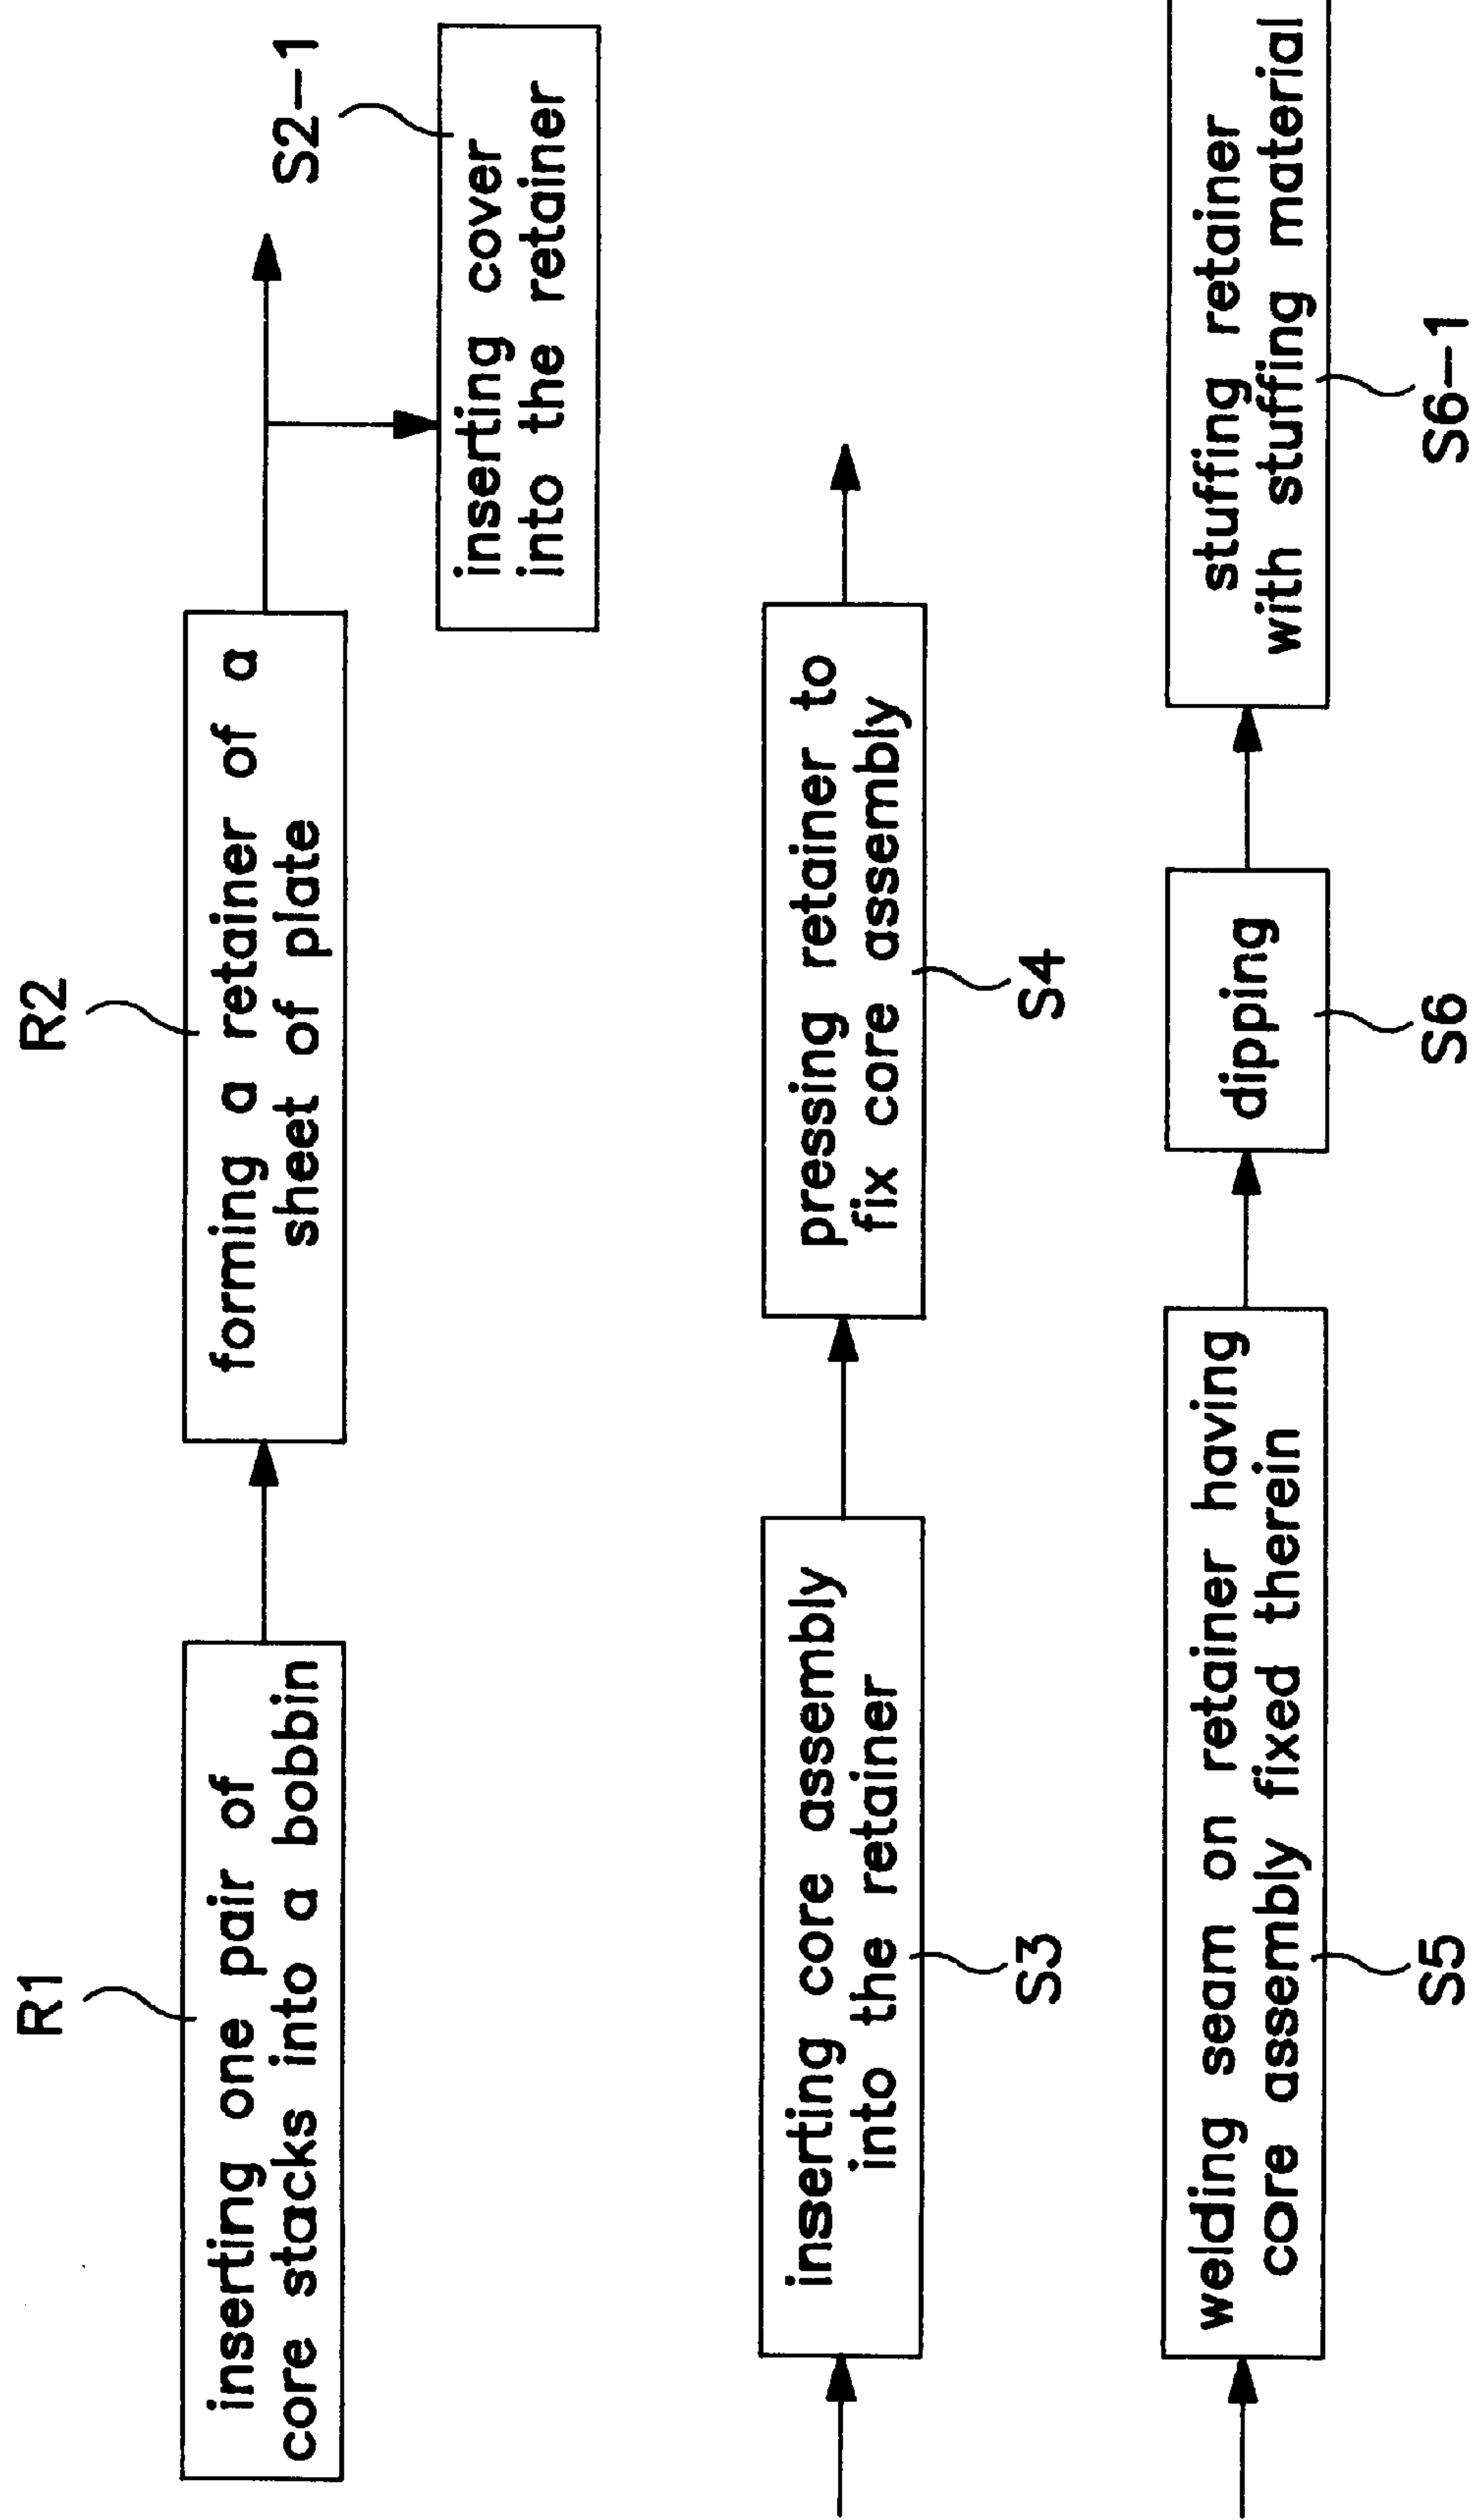 R1
inserting one pair of
core stacks into a bobbin
R2
forming a retainer of a
sheet of plate
S2-1
inserting cover
into the retainer
inserting core assembly
into the retainer
S3
pressing retainer to
fix core assembly
S4
welding seam on retainer having
core assembly fixed therein
S5
dipping
S6
stuffing retainer
with stuffing material
S6-1